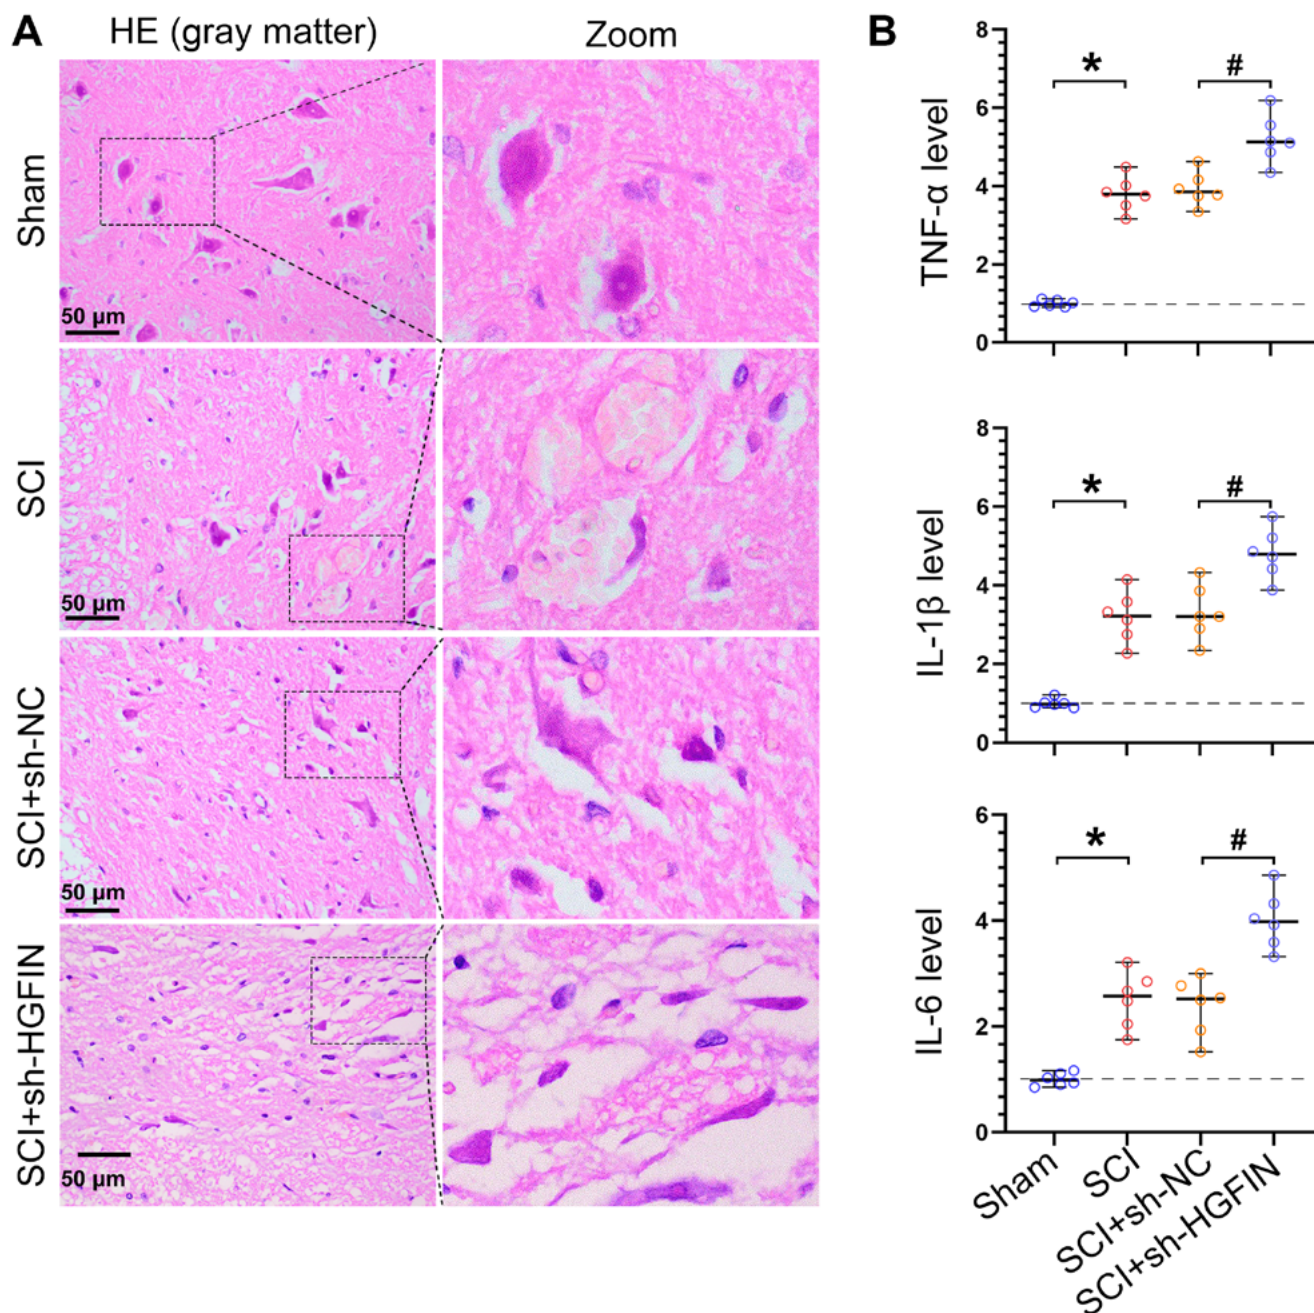 A
HE (gray matter)
Zoom
Sham
50 µm
SCI
50 µm
SCI+sh-NC
50 µm
SCI+sh-HGFIN
50 µm
B
TNF-α level
8
6
4
2
0
*
#
IL-1β level
8
6
4
2
0
*
#
IL-6 level
6
4
2
0
*
#
Sham
SCI
SCI+sh-NC
SCI+sh-HGFIN